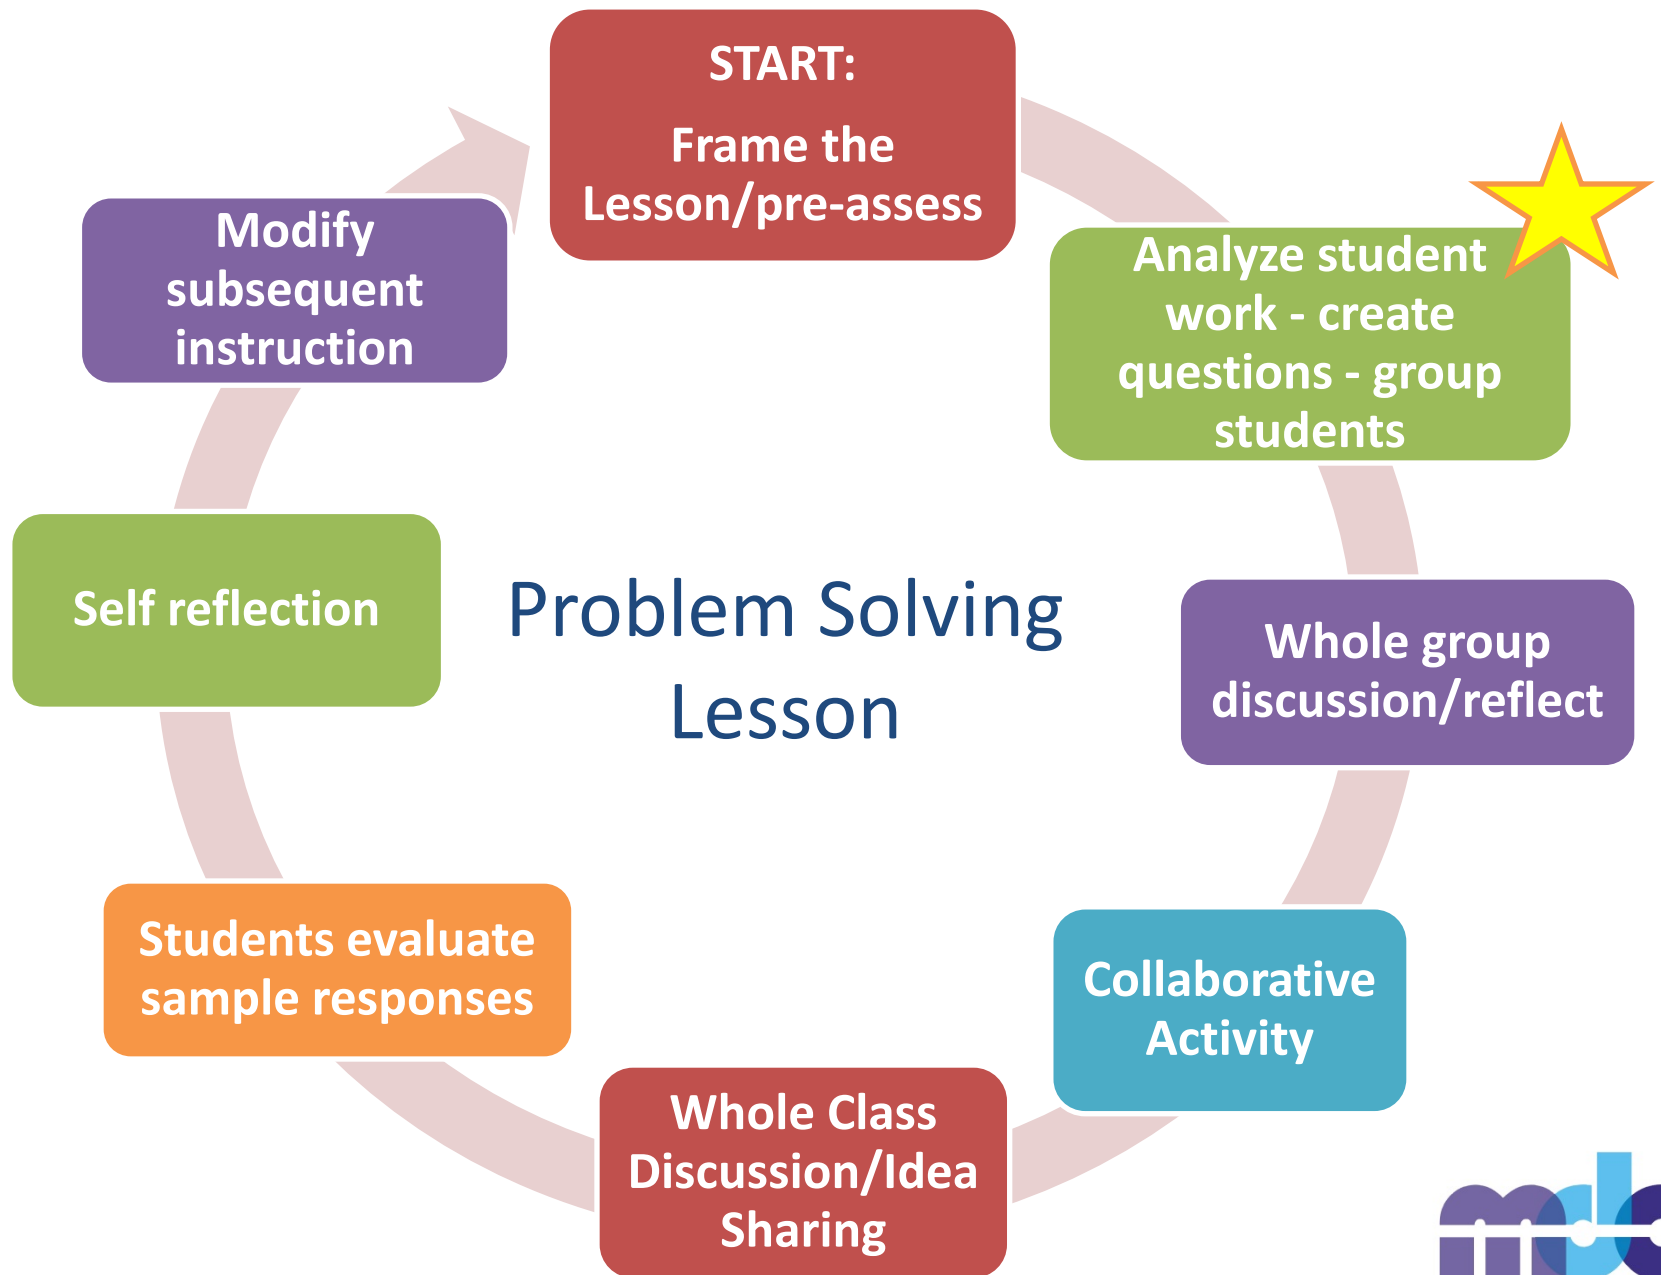 START:
Frame the
Lesson/pre-assess
Analyze student
work - create
questions - group
students
Whole group
discussion/reflect
Collaborative
Activity
Whole Class
Discussion/Idea
Sharing
Students evaluate
sample responses
Self reflection
Modify
subsequent
instruction
Problem Solving
Lesson